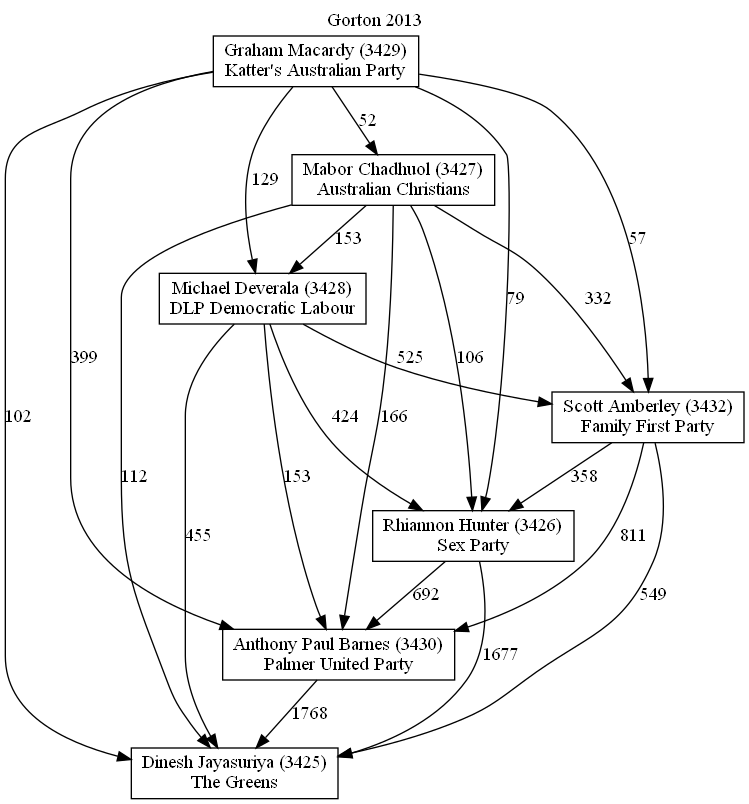 Gorton 2013
Graham Macardy (3429)
Katter's Australian Party
52
Mabor Chadhuol (3427)
Australian Christians
129
153
57
Michael Deverala (3428)
DLP Democratic Labour
79
332
399
525
106
Scott Amberley (3432)
Family First Party
102
424
166
112
153
358
Rhiannon Hunter (3426)
Sex Party
455
811
692
549
Anthony Paul Barnes (3430)
Palmer United Party
1677
1768
Dinesh Jayasuriya (3425)
The Greens